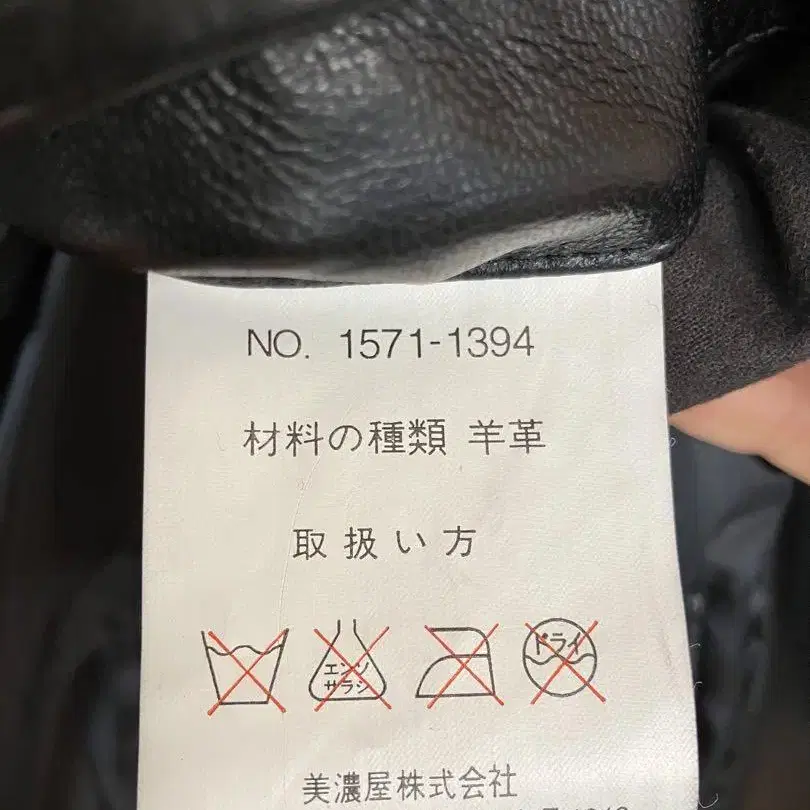 NO. 1571-1394
材料の種類 羊革
取扱い方
エンソ
サラシ
ドライ
美濃屋株式会社